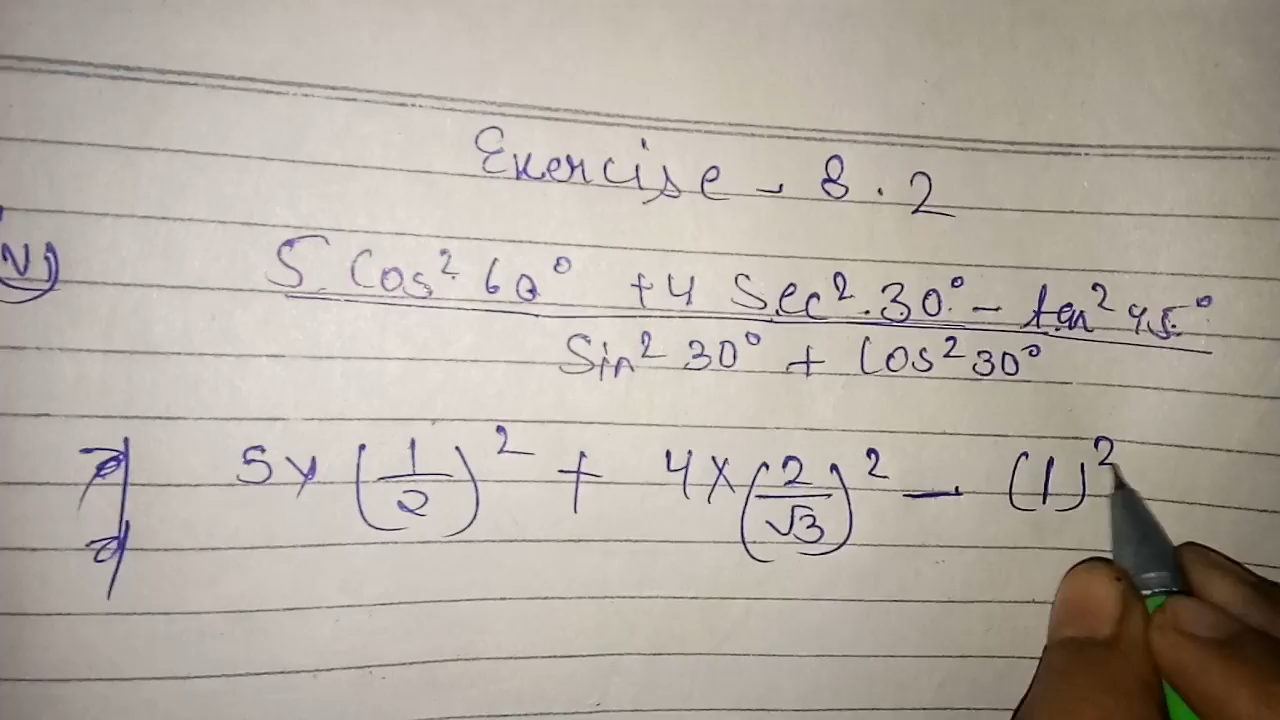 Exercise - 8.2
V) 5 Cos² 60° + 4 Sec². 30° - tan² 45°
Sin² 30° + Cos² 30°
⇒ 5 × (1/2)² + 4 × (2/√3)² - (1)²